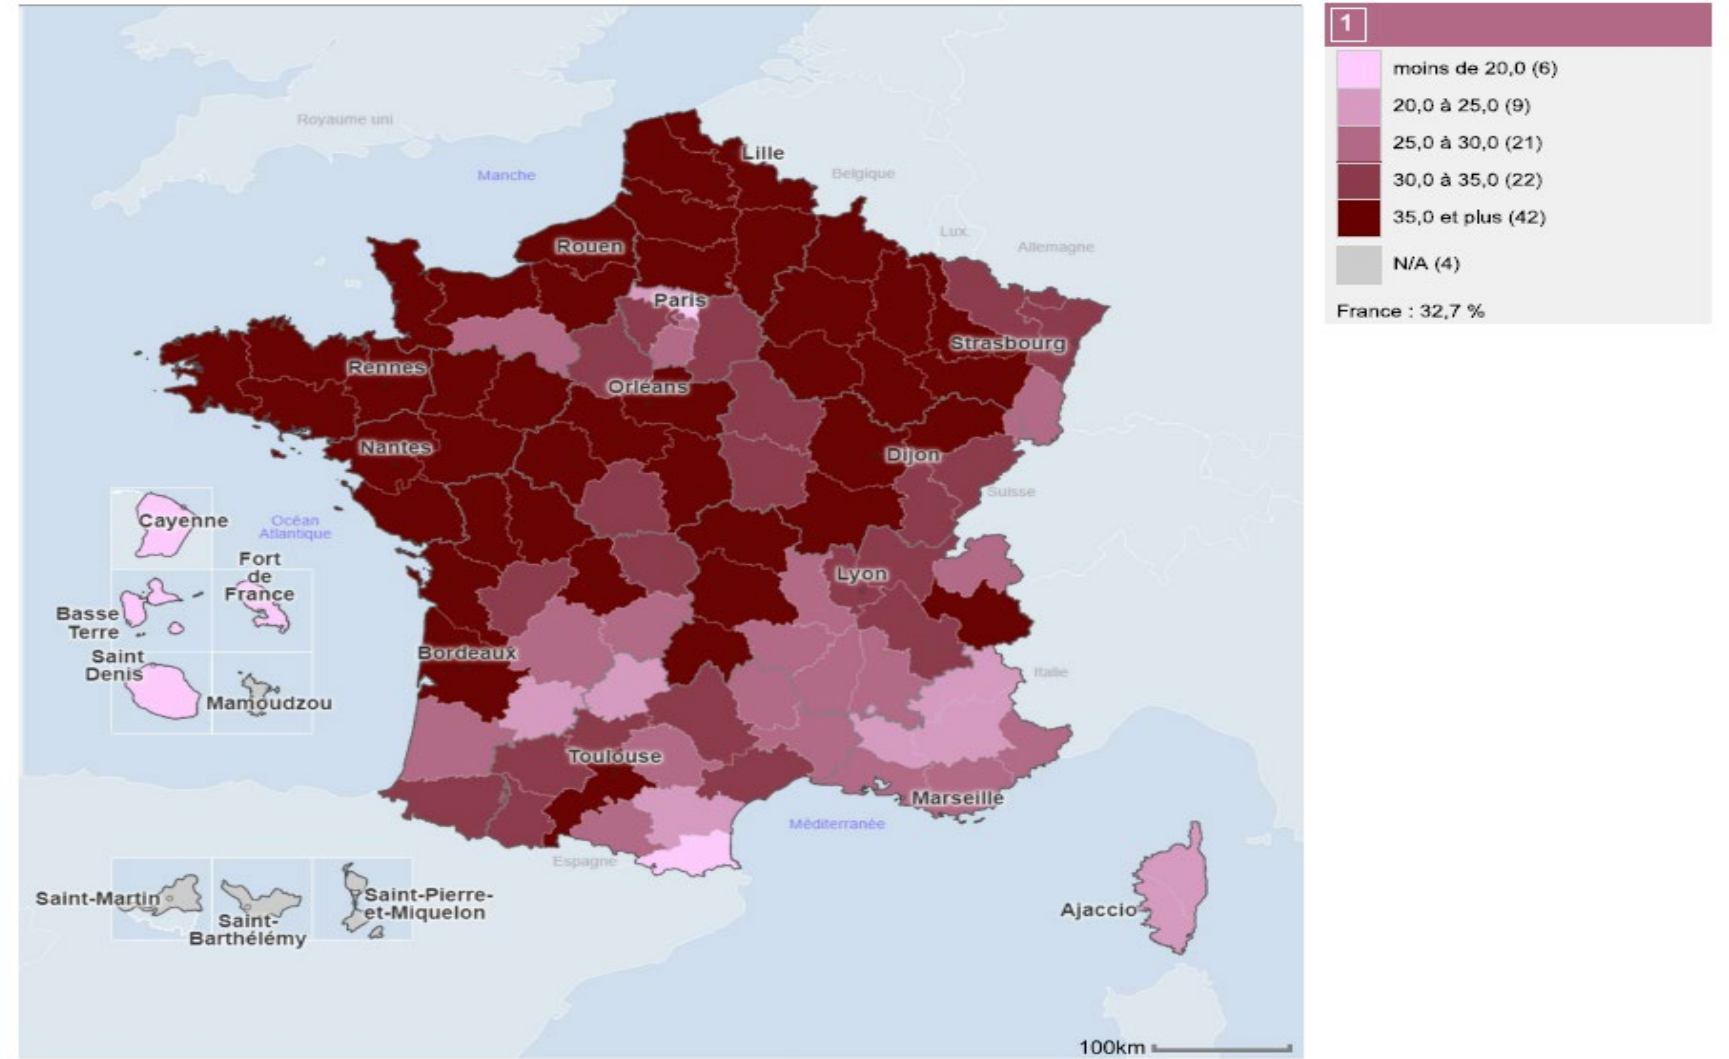 1
moins de 20,0 (6)
20,0 à 25,0 (9)
25,0 à 30,0 (21)
30,0 à 35,0 (22)
35,0 et plus (42)
N/A (4)
France : 32,7 %
Royaume uni
Manche
Lille
Belgique
Lux.
Allemagne
Rouen
Paris
Strasbourg
Rennes
Orléans
Nantes
Dijon
Suisse
Cayenne
Océan
Atlantique
Fort
de
France
Basse
Terre
Lyon
Saint
Denis
Bordeaux
Italie
Mamoudzou
Toulouse
Marseille
Méditerranée
Espagne
Saint-Martin
Saint-
Barthélémy
Saint-Pierre-
et-Miquelon
Ajaccio
100km